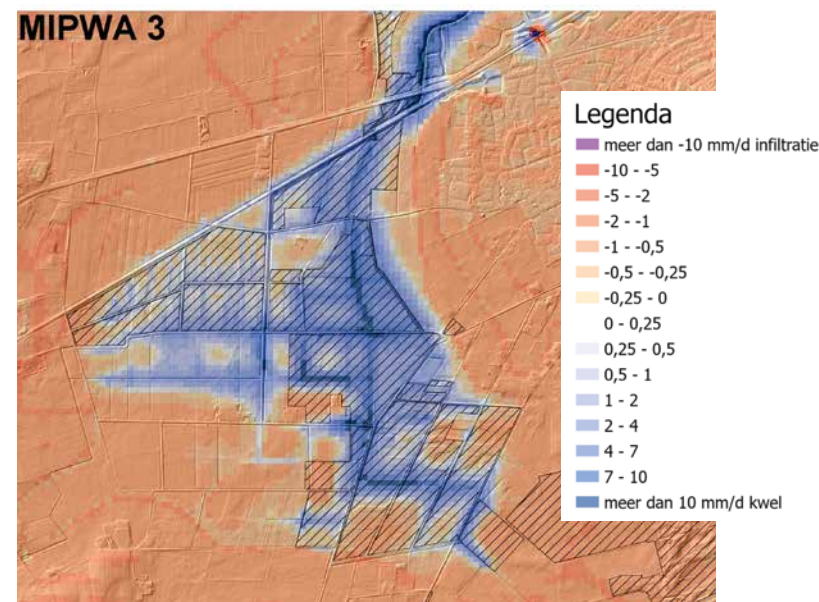 MIPWA 3
Legenda
meer dan -10 mm/d infiltratie
-10 - -5
-5 - -2
-2 - -1
-1 - -0,5
-0,5 - -0,25
-0,25 - 0
0 - 0,25
0,25 - 0,5
0,5 - 1
1 - 2
2 - 4
4 - 7
7 - 10
meer dan 10 mm/d kwel